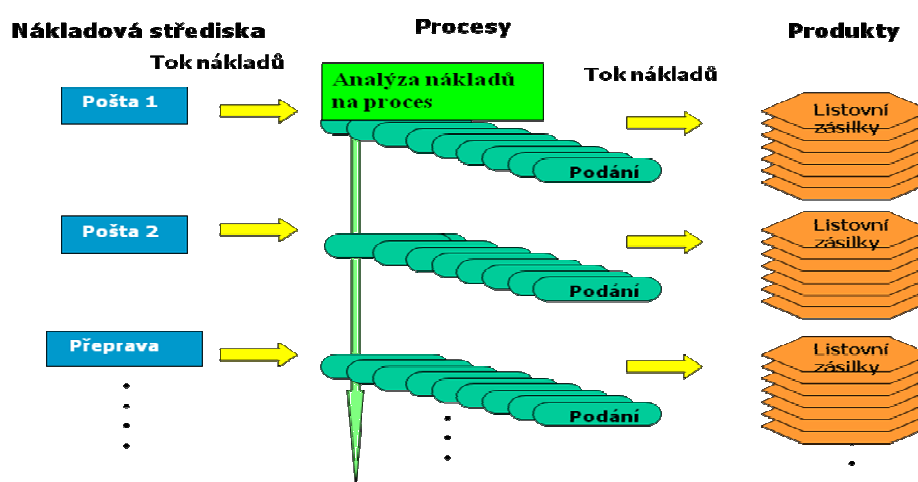 Nákladová střediska
Procesy
Produkty
Tok nákladů
Tok nákladů
Analýza nákladů
na proces
Pošta 1
Listovní
zásilky
Podání
Pošta 2
Listovní
zásilky
Podání
Přeprava
Listovní
zásilky
Podání